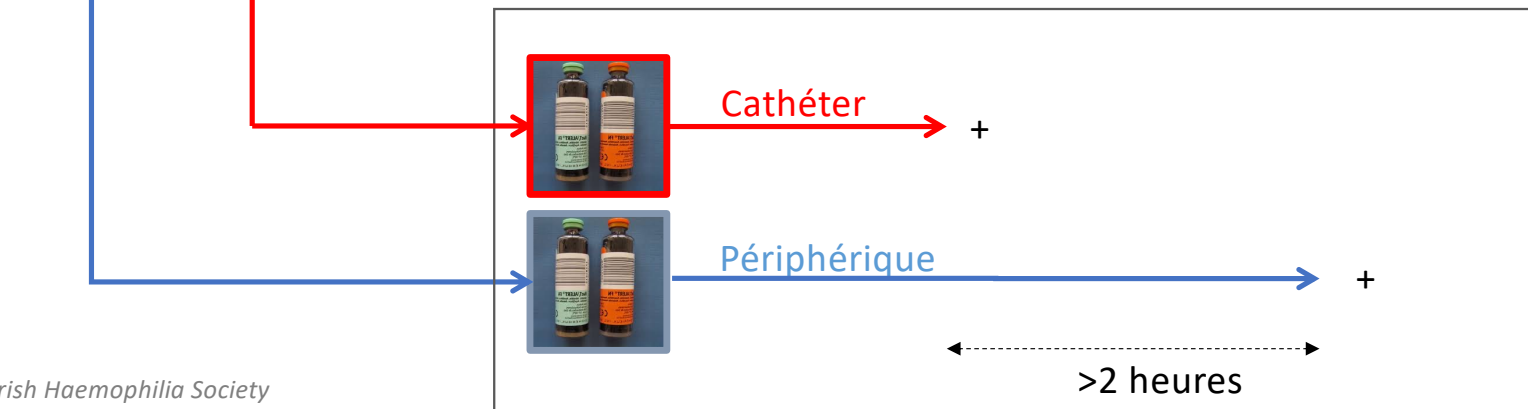 Cathéter
+
Périphérique
+
>2 heures
rish Haemophilia Society